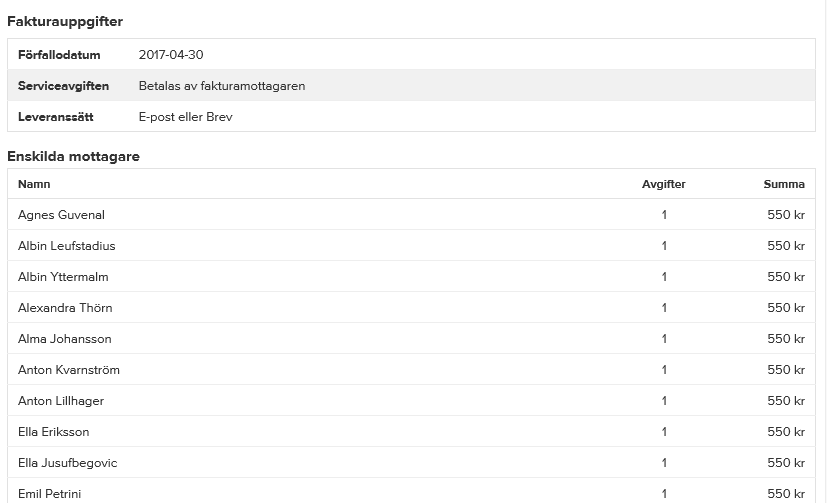 Fakturauppgifter
Förfallodatum 2017-04-30
Serviceavgiften Betalas av fakturamottagaren
Leveranssätt E-post eller Brev
Enskilda mottagare
Namn Avgifter Summa
Agnes Guvenal 1 550 kr
Albin Leufstadius 1 550 kr
Albin Yttermalm 1 550 kr
Alexandra Thörn 1 550 kr
Alma Johansson 1 550 kr
Anton Kvarnström 1 550 kr
Anton Lillhager 1 550 kr
Ella Eriksson 1 550 kr
Ella Jusufbegovic 1 550 kr
Emil Petrini 1 550 kr